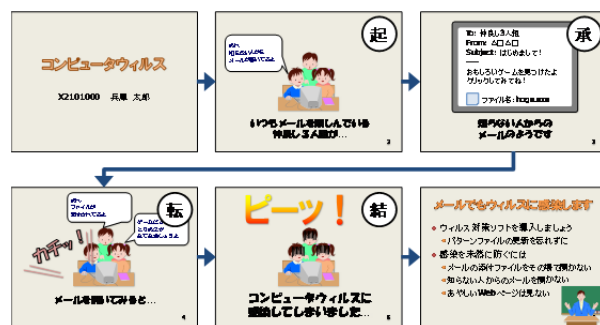 コンピュータウィルス
X2101000 兵庫 太郎
起
いつもメールを楽しんでいる
仲良し3人組が…
2
承
To: 仲良し3人組
From: △□△□
Subject: はじめまして!
おもしろいゲームを見つけたよ
クリックしてみてね!
ファイル名: hoge.exe
知らない人からの
メールのようです
3
転
カチッ!
メールを開いてみると…
4
ピーッ!
結
コンピュータウィルスに
感染してしまいました…
5
メールでもウィルスに感染します
ウィルス対策ソフトを導入しましょう
パターンファイルの更新を忘れずに
感染を未然に防ぐには
メールの添付ファイルをその場で開かない
知らない人からのメールを開かない
あやしいWebページは見ない